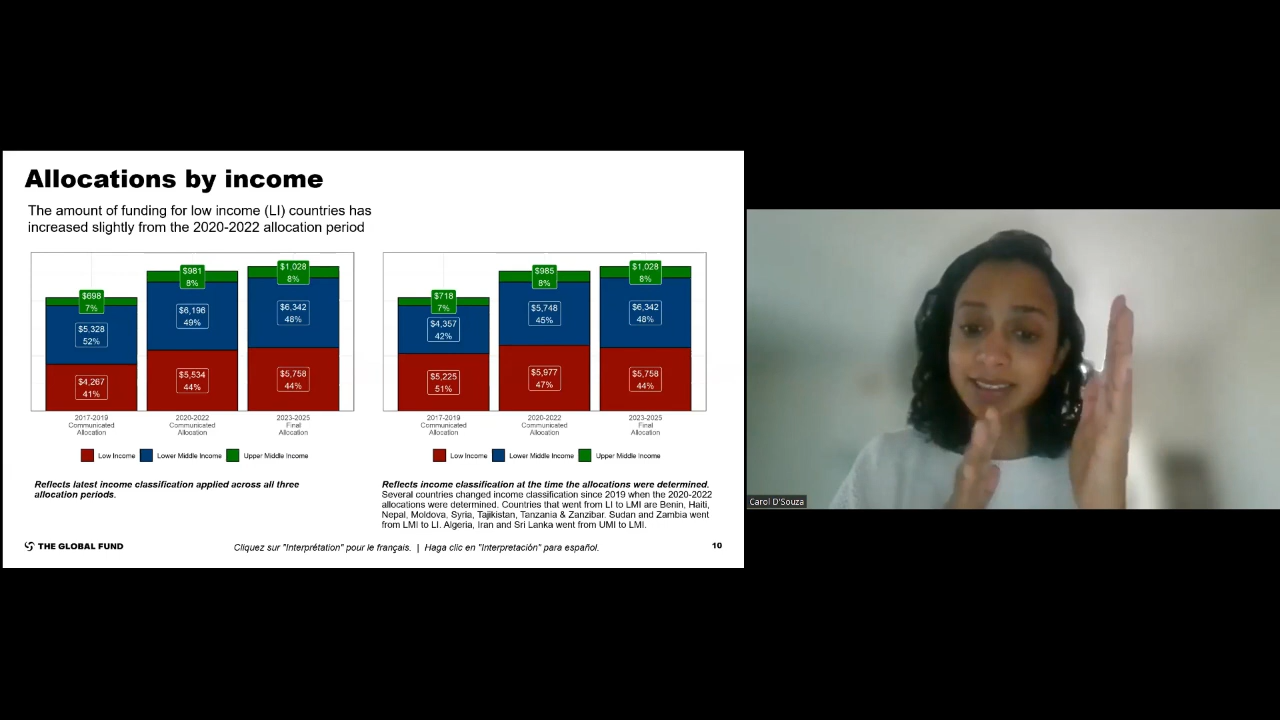 Allocations by income
The amount of funding for low income (LI) countries has
increased slightly from the 2020-2022 allocation period
$698
7%
$5,328
52%
$4,267
41%
$981
8%
$6,196
49%
$5,534
44%
$1,028
8%
$6,342
48%
$5,758
44%
2017-2019
Communicated
Allocation
2020-2022
Communicated
Allocation
2023-2025
Final
Allocation
Low Income Lower Middle Income Upper Middle Income
Reflects latest income classification applied across all three
allocation periods.
$718
7%
$4,357
42%
$5,225
51%
$985
8%
$5,748
45%
$5,977
47%
$1,028
8%
$6,342
48%
$5,758
44%
2017-2019
Communicated
Allocation
2020-2022
Communicated
Allocation
2023-2025
Final
Allocation
Low Income Lower Middle Income Upper Middle Income
Reflects income classification at the time the allocations were determined.
Several countries changed income classification since 2019 when the 2020-2022
allocations were determined. Countries that went from LI to LMI are Benin, Haiti,
Nepal, Moldova, Syria, Tajikistan, Tanzania & Zanzibar. Sudan and Zambia went
from LMI to LI. Algeria, Iran and Sri Lanka went from UMI to LMI.
THE GLOBAL FUND
Cliquez sur "Interprétation" pour le français. | Haga clic en "Interpretación" para español.
10
Carol D'Souza